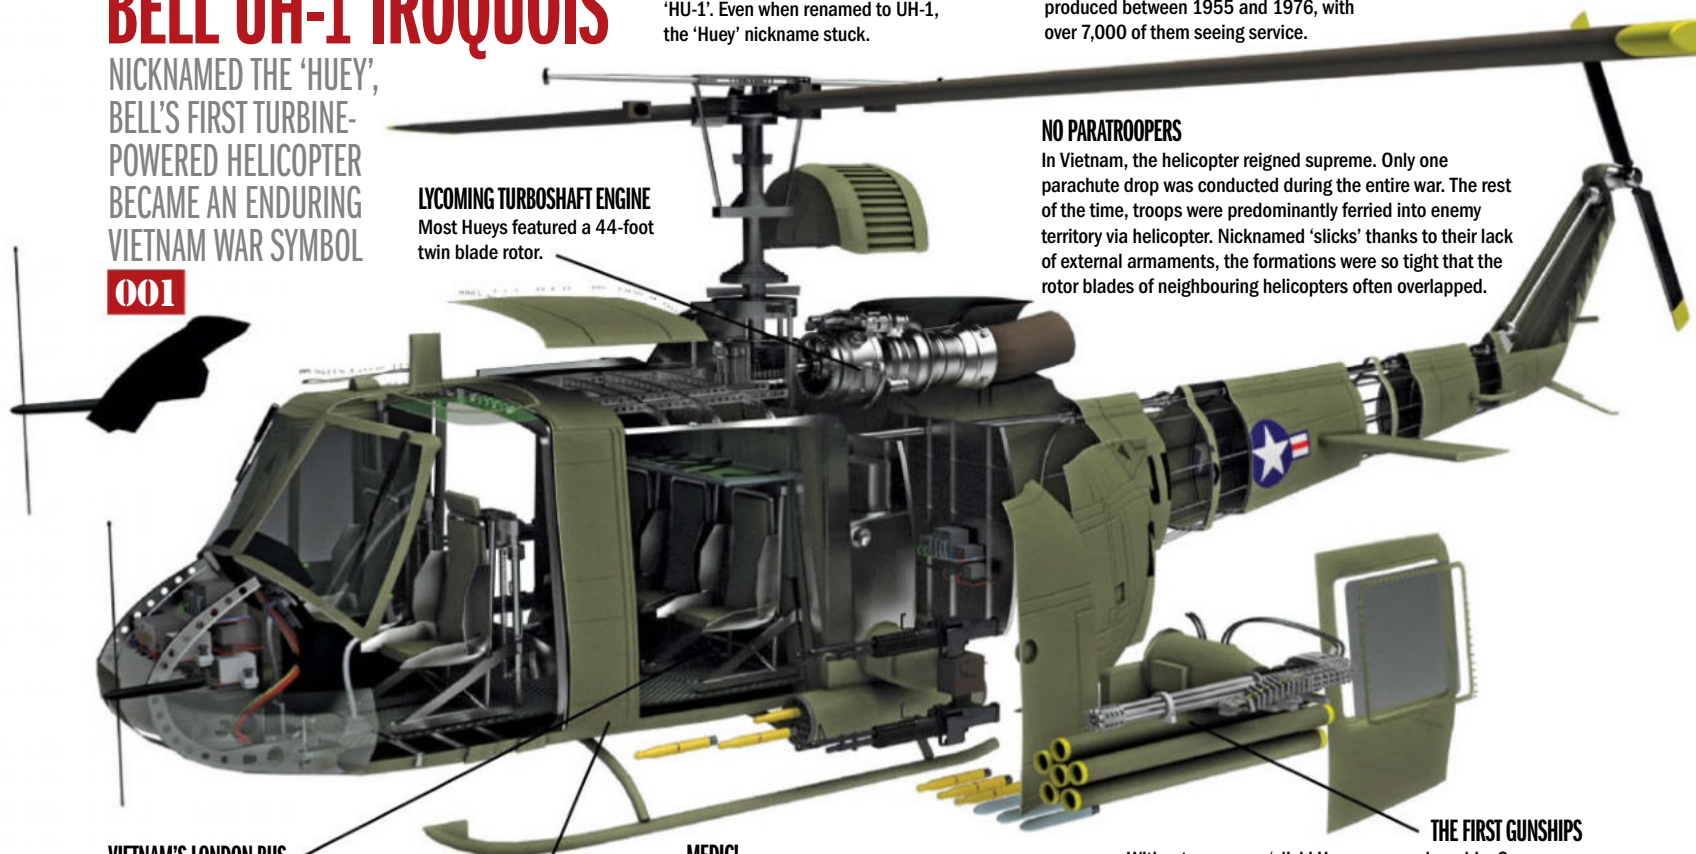 BELL UH-1 IROQUOIS
NICKNAMED THE ‘HUEY’,
BELL’S FIRST TURBINE-
POWERED HELICOPTER
BECAME AN ENDURING
VIETNAM WAR SYMBOL
001
‘HU-1’. Even when renamed to UH-1,
the ‘Huey’ nickname stuck.
produced between 1955 and 1976, with
over 7,000 of them seeing service.
LYCOMING TURBOSHAFT ENGINE
Most Hueys featured a 44-foot
twin blade rotor.
NO PARATROOPERS
In Vietnam, the helicopter reigned supreme. Only one
parachute drop was conducted during the entire war. The rest
of the time, troops were predominantly ferried into enemy
territory via helicopter. Nicknamed ‘slicks’ thanks to their lack
of external armaments, the formations were so tight that the
rotor blades of neighbouring helicopters often overlapped.
VIETNAM’S LONDON BUS
MEDIC!
THE FIRST GUNSHIPS